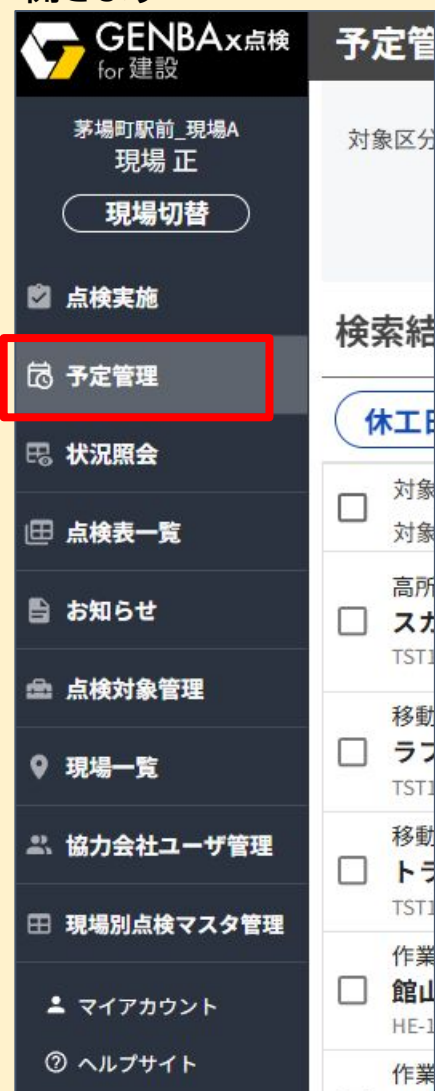 GENBAx点検
for 建設
茅場町駅前_現場A
現場 正
現場切替
点検実施
予定管理
状況照会
点検表一覧
お知らせ
点検対象管理
現場一覧
協力会社ユーザ管理
現場別点検マスタ管理
マイアカウント
ヘルプサイト
予定管
対象区分
検索結
休工日
対象
対象
高所
スカ
TST1
移動
ラフ
TST1
移動
トラ
TST1
作業
館山
HE-1
作業